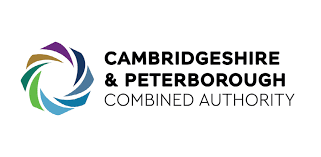 CAMBRIDGESHIRE
& PETERBOROUGH
COMBINED AUTHORITY